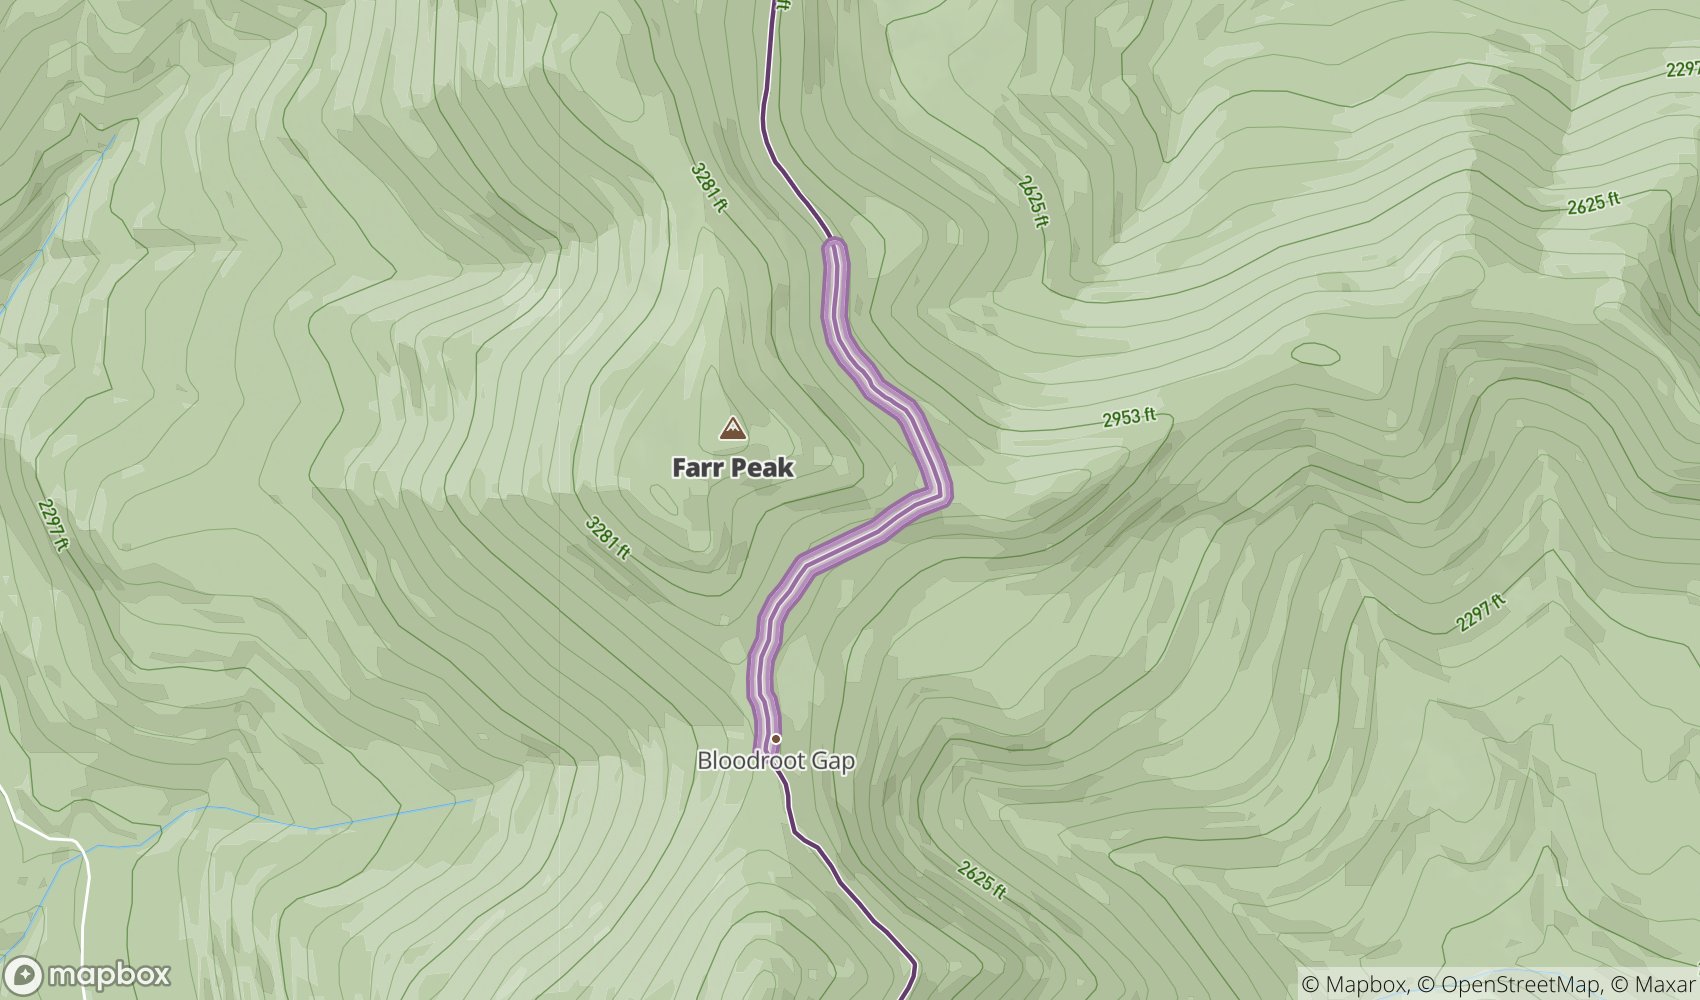 ft
2297
3281 ft
2625 ft
2625 ft
2953 ft
Farr Peak
2297 ft
3281 ft
2297 ft
Bloodroot Gap
2625 ft
mapbox
© Mapbox, © OpenStreetMap, © Maxar